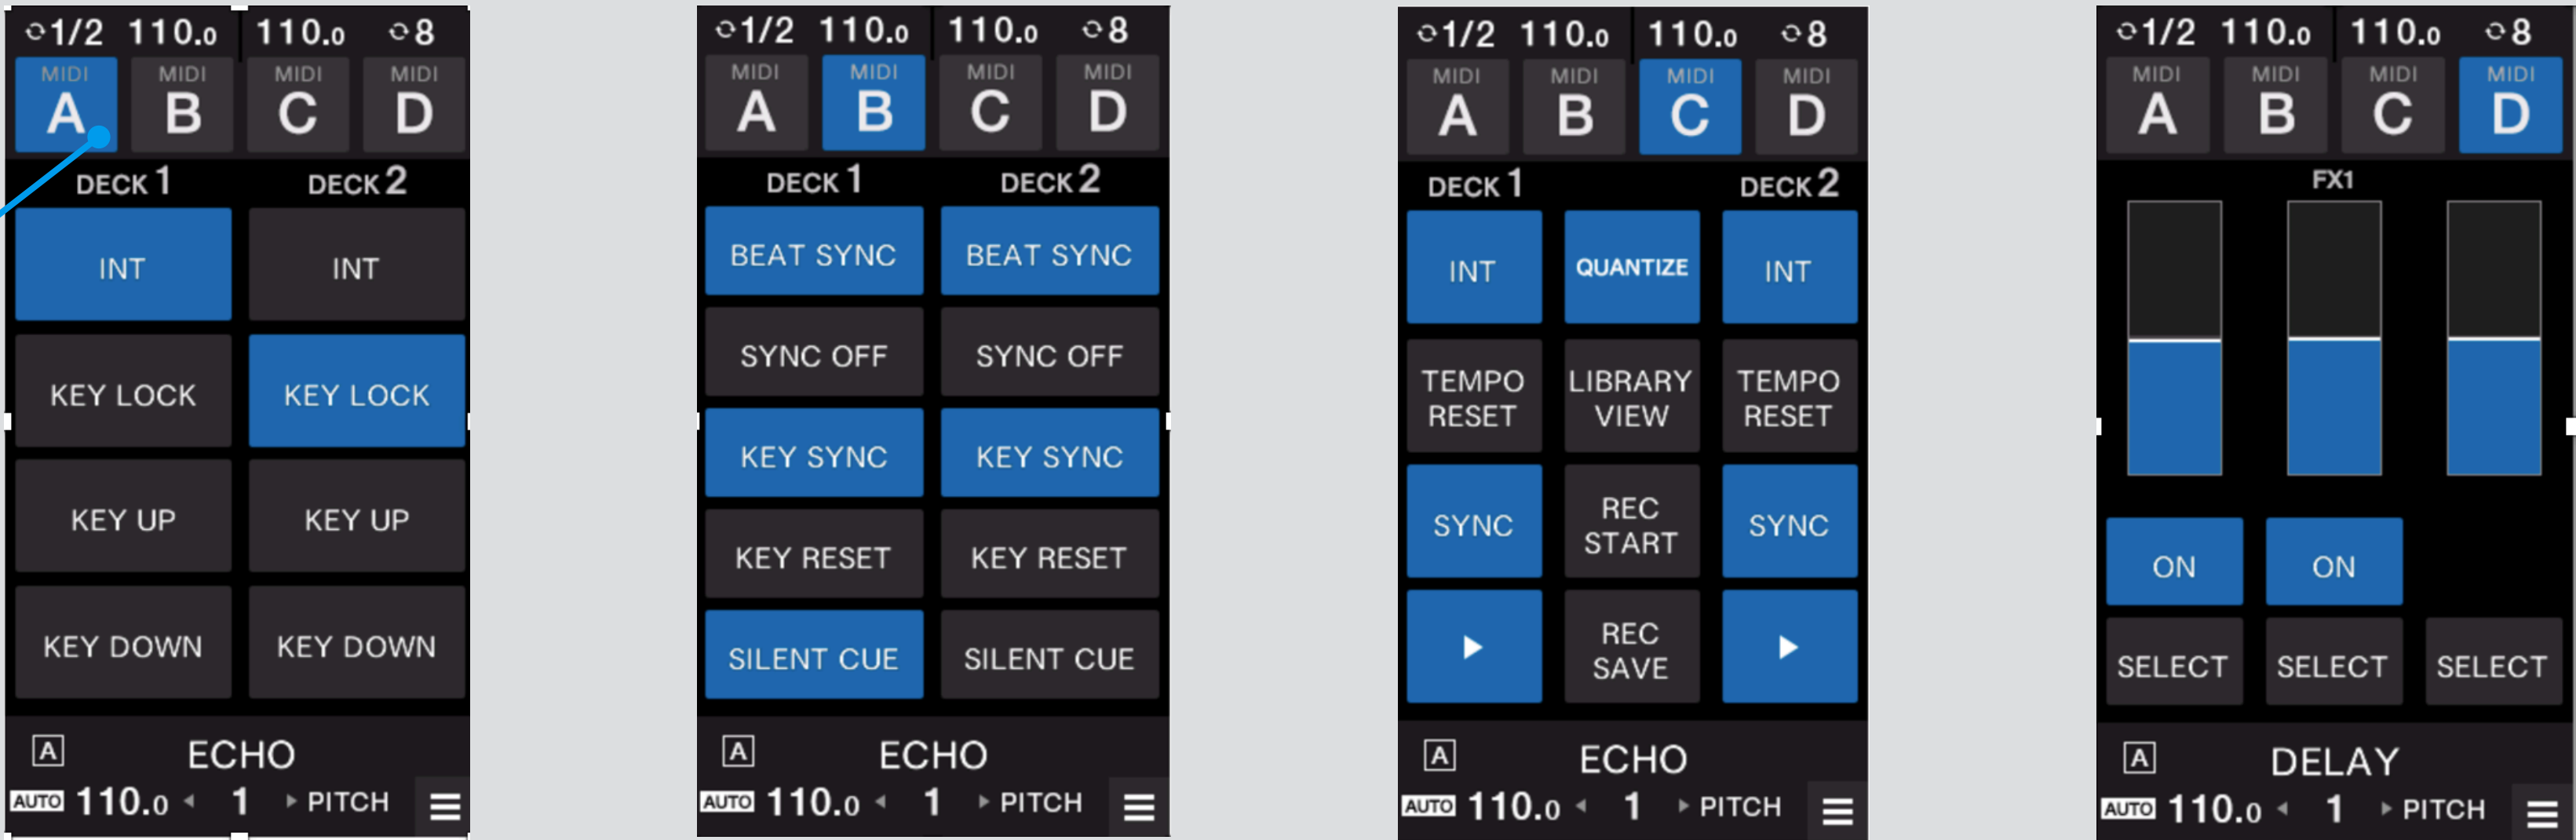 1/2 110.0 110.0 8
MIDI A MIDI B MIDI C MIDI D
DECK 1 DECK 2
INT INT
KEY LOCK KEY LOCK
KEY UP KEY UP
KEY DOWN KEY DOWN
A ECHO
AUTO 110.0 1 PITCH
1/2 110.0 110.0 8
MIDI A MIDI B MIDI C MIDI D
DECK 1 DECK 2
BEAT SYNC BEAT SYNC
SYNC OFF SYNC OFF
KEY SYNC KEY SYNC
KEY RESET KEY RESET
SILENT CUE SILENT CUE
A ECHO
AUTO 110.0 1 PITCH
1/2 110.0 110.0 8
MIDI A MIDI B MIDI C MIDI D
DECK 1 DECK 2
INT QUANTIZE INT
TEMPO RESET LIBRARY VIEW TEMPO RESET
SYNC REC START SYNC
REC SAVE
A ECHO
AUTO 110.0 1 PITCH
1/2 110.0 110.0 8
MIDI A MIDI B MIDI C MIDI D
FX1
ON ON
SELECT SELECT SELECT
A DELAY
AUTO 110.0 1 PITCH